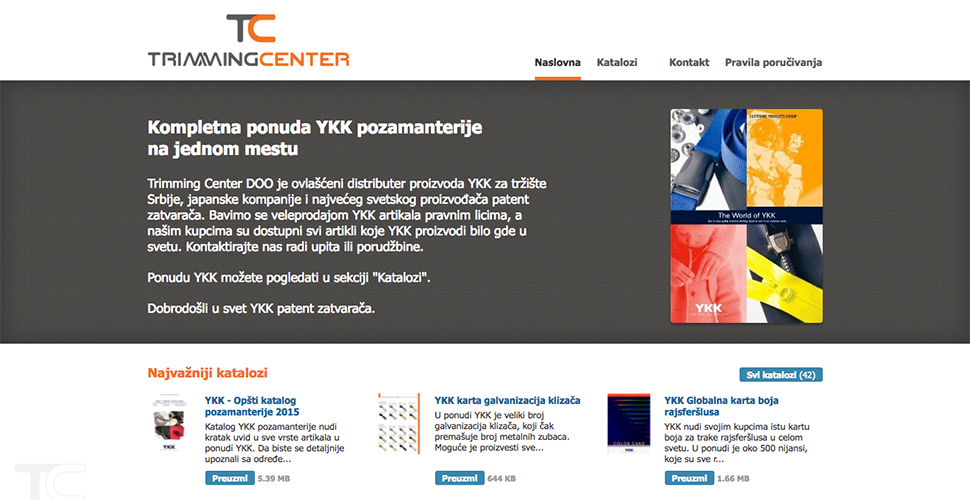 TC
TRIMMINGCENTER
Naslovna Katalozi Kontakt Pravila poručivanja
Kompletna ponuda YKK pozamanterije
na jednom mestu
Trimming Center DOO je ovlašćeni distributer proizvoda YKK za tržište
Srbije, japanske kompanije i najvećeg svetskog proizvođača patent
zatvarača. Bavimo se veleprodajom YKK artikala pravnim licima, a
našim kupcima su dostupni svi artikli koje YKK proizvodi bilo gde u
svetu. Kontaktirajte nas radi upita ili porudžbine.
Ponudu YKK možete pogledati u sekciji "Katalozi".
Dobrodošli u svet YKK patent zatvarača.
FASTENING PRODUCTS GROUP
The World of YKK
YKK
Najvažniji katalozi
Svi katalozi (42)
YKK
YKK - Opšti katalog
pozamanterije 2015
Katalog YKK pozamanterije nudi
kratak uvid u sve vrste artikala u
ponudi YKK. Da biste se detaljnije
upoznali sa određe...
Preuzmi 5.39 MB
YKK karta galvanizacija klizača
U ponudi YKK je veliki broj
galvanizacija klizača, koji čak
premašuje broj metalnih zubaca.
Moguće je proizvesti sve...
Preuzmi 644 KB
COLOR CARD
YKK
YKK Globalna karta boja
rajsferšlusa
YKK nudi svojim kupcima istu kartu
boja za trake rajsferšlusa u celom
svetu. U ponudi je oko 500 nijansi,
koje su sve r...
Preuzmi 1.66 MB
TC